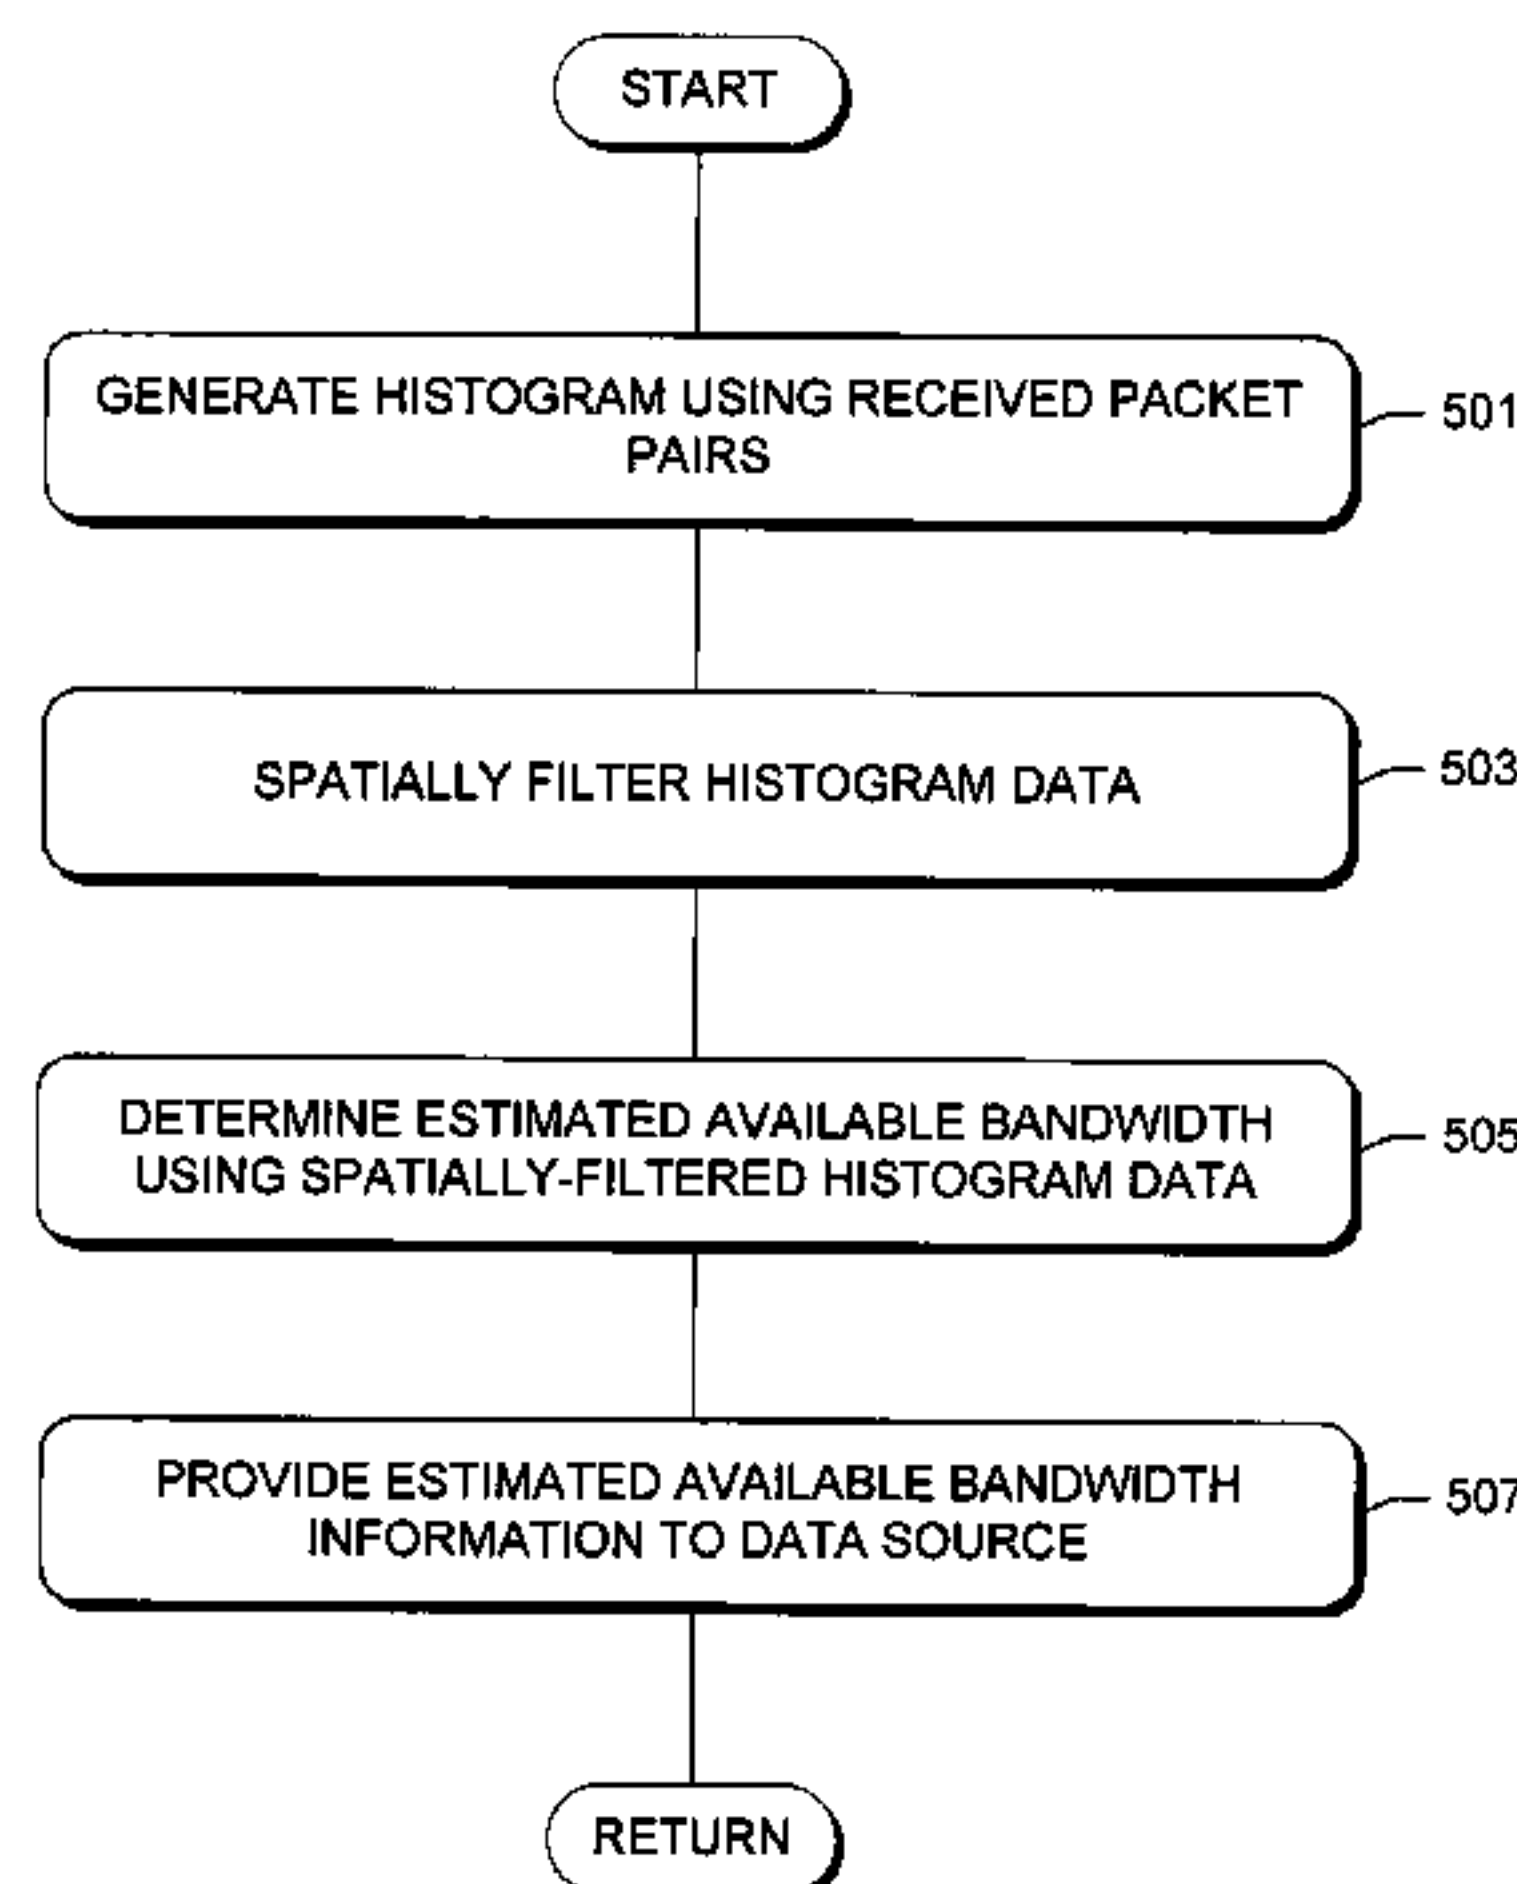 START
GENERATE HISTOGRAM USING RECEIVED PACKET
PAIRS
501
SPATIALLY FILTER HISTOGRAM DATA
503
DETERMINE ESTIMATED AVAILABLE BANDWIDTH
USING SPATIALLY-FILTERED HISTOGRAM DATA
505
PROVIDE ESTIMATED AVAILABLE BANDWIDTH
INFORMATION TO DATA SOURCE
507
RETURN